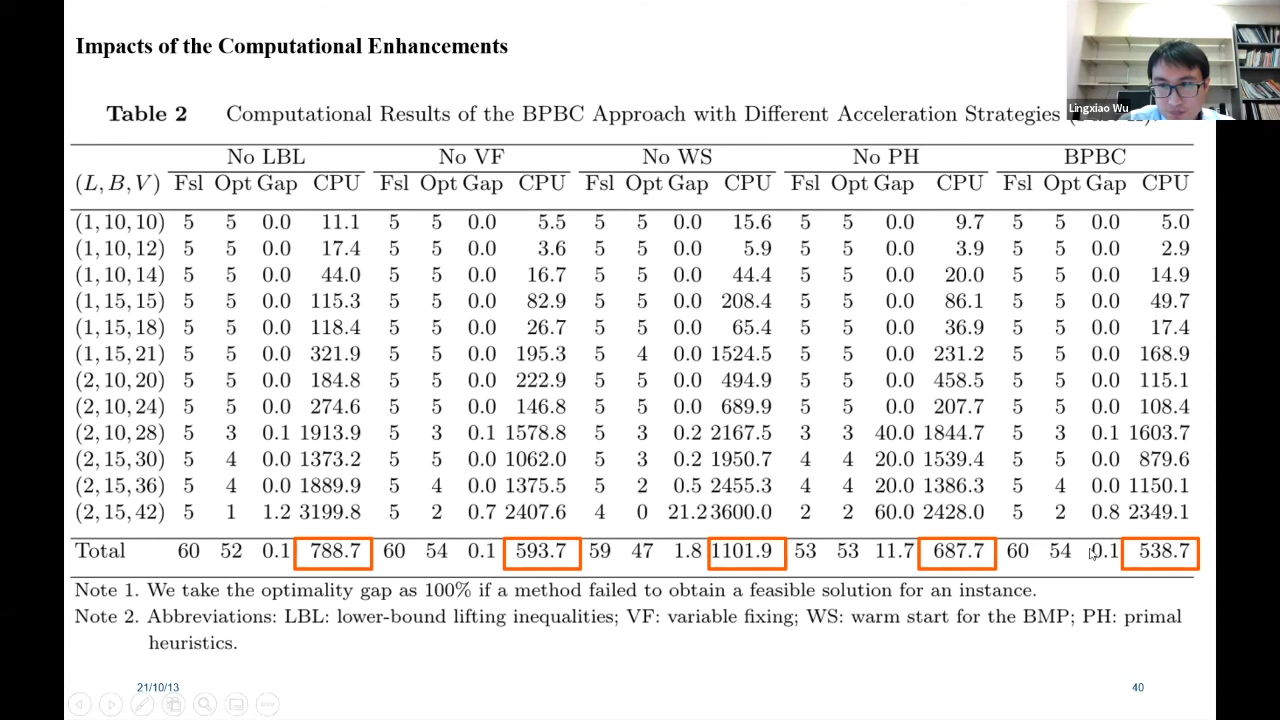 Impacts of the Computational Enhancements
Lingxiao Wu
Table 2 Computational Results of the BPBC Approach with Different Acceleration Strategies
No LBL No VF No WS No PH BPBC
(L, B, V) Fsl Opt Gap CPU Fsl Opt Gap CPU Fsl Opt Gap CPU Fsl Opt Gap CPU Fsl Opt Gap CPU
(1, 10, 10) 5 5 0.0 11.1 5 5 0.0 5.5 5 5 0.0 15.6 5 5 0.0 9.7 5 5 0.0 5.0
(1, 10, 12) 5 5 0.0 17.4 5 5 0.0 3.6 5 5 0.0 5.9 5 5 0.0 3.9 5 5 0.0 2.9
(1, 10, 14) 5 5 0.0 44.0 5 5 0.0 16.7 5 5 0.0 44.4 5 5 0.0 20.0 5 5 0.0 14.9
(1, 15, 15) 5 5 0.0 115.3 5 5 0.0 82.9 5 5 0.0 208.4 5 5 0.0 86.1 5 5 0.0 49.7
(1, 15, 18) 5 5 0.0 118.4 5 5 0.0 26.7 5 5 0.0 65.4 5 5 0.0 36.9 5 5 0.0 17.4
(1, 15, 21) 5 5 0.0 321.9 5 5 0.0 195.3 5 4 0.0 1524.5 5 5 0.0 231.2 5 5 0.0 168.9
(2, 10, 20) 5 5 0.0 184.8 5 5 0.0 222.9 5 5 0.0 494.9 5 5 0.0 458.5 5 5 0.0 115.1
(2, 10, 24) 5 5 0.0 274.6 5 5 0.0 146.8 5 5 0.0 689.9 5 5 0.0 207.7 5 5 0.0 108.4
(2, 10, 28) 5 3 0.1 1913.9 5 3 0.1 1578.8 5 3 0.2 2167.5 3 3 40.0 1844.7 5 3 0.1 1603.7
(2, 15, 30) 5 4 0.0 1373.2 5 5 0.0 1062.0 5 3 0.2 1950.7 4 4 20.0 1539.4 5 5 0.0 879.6
(2, 15, 36) 5 4 0.0 1889.9 5 4 0.0 1375.5 5 2 0.5 2455.3 4 4 20.0 1386.3 5 4 0.0 1150.1
(2, 15, 42) 5 1 1.2 3199.8 5 2 0.7 2407.6 4 0 21.2 3600.0 2 2 60.0 2428.0 5 2 0.8 2349.1
Total 60 52 0.1 788.7 60 54 0.1 593.7 59 47 1.8 1101.9 53 53 11.7 687.7 60 54 0.1 538.7
Note 1. We take the optimality gap as 100% if a method failed to obtain a feasible solution for an instance.
Note 2. Abbreviations: LBL: lower-bound lifting inequalities; VF: variable fixing; WS: warm start for the BMP; PH: primal
heuristics.
21/10/13 40